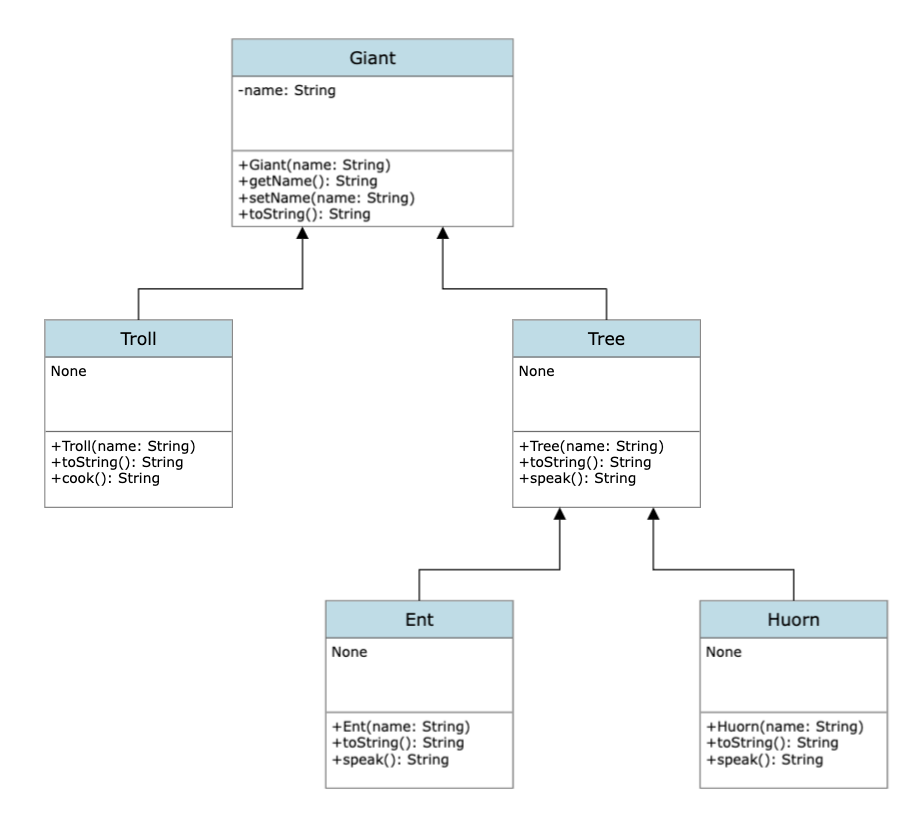 Giant
-name: String
+Giant(name: String)
+getName(): String
+setName(name: String)
+toString(): String
Troll
None
+Troll(name: String)
+toString(): String
+cook(): String
Tree
None
+Tree(name: String)
+toString(): String
+speak(): String
Ent
None
+Ent(name: String)
+toString(): String
+speak(): String
Huorn
None
+Huorn(name: String)
+toString(): String
+speak(): String